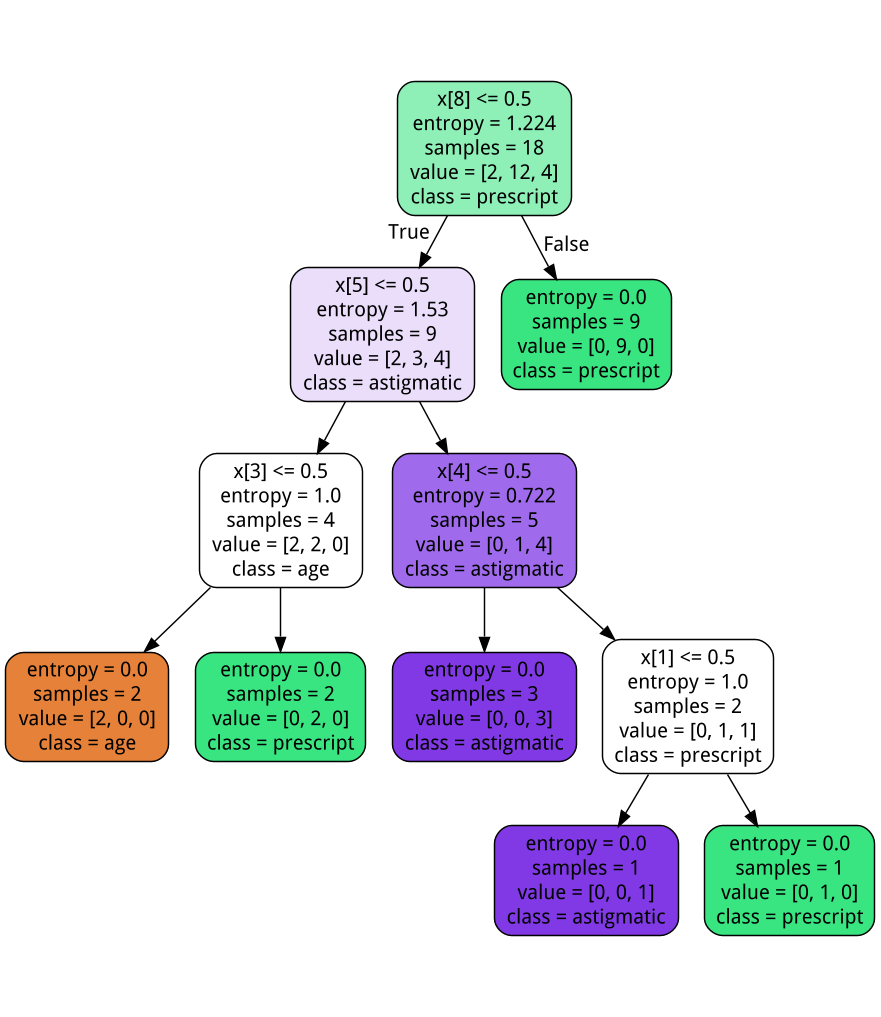 x[8] <= 0.5
entropy = 1.224
samples = 18
value = [2, 12, 4]
class = prescript
True
False
x[5] <= 0.5
entropy = 1.53
samples = 9
value = [2, 3, 4]
class = astigmatic
entropy = 0.0
samples = 9
value = [0, 9, 0]
class = prescript
x[3] <= 0.5
entropy = 1.0
samples = 4
value = [2, 2, 0]
class = age
x[4] <= 0.5
entropy = 0.722
samples = 5
value = [0, 1, 4]
class = astigmatic
entropy = 0.0
samples = 2
value = [2, 0, 0]
class = age
entropy = 0.0
samples = 2
value = [0, 2, 0]
class = prescript
entropy = 0.0
samples = 3
value = [0, 0, 3]
class = astigmatic
x[1] <= 0.5
entropy = 1.0
samples = 2
value = [0, 1, 1]
class = prescript
entropy = 0.0
samples = 1
value = [0, 0, 1]
class = astigmatic
entropy = 0.0
samples = 1
value = [0, 1, 0]
class = prescript